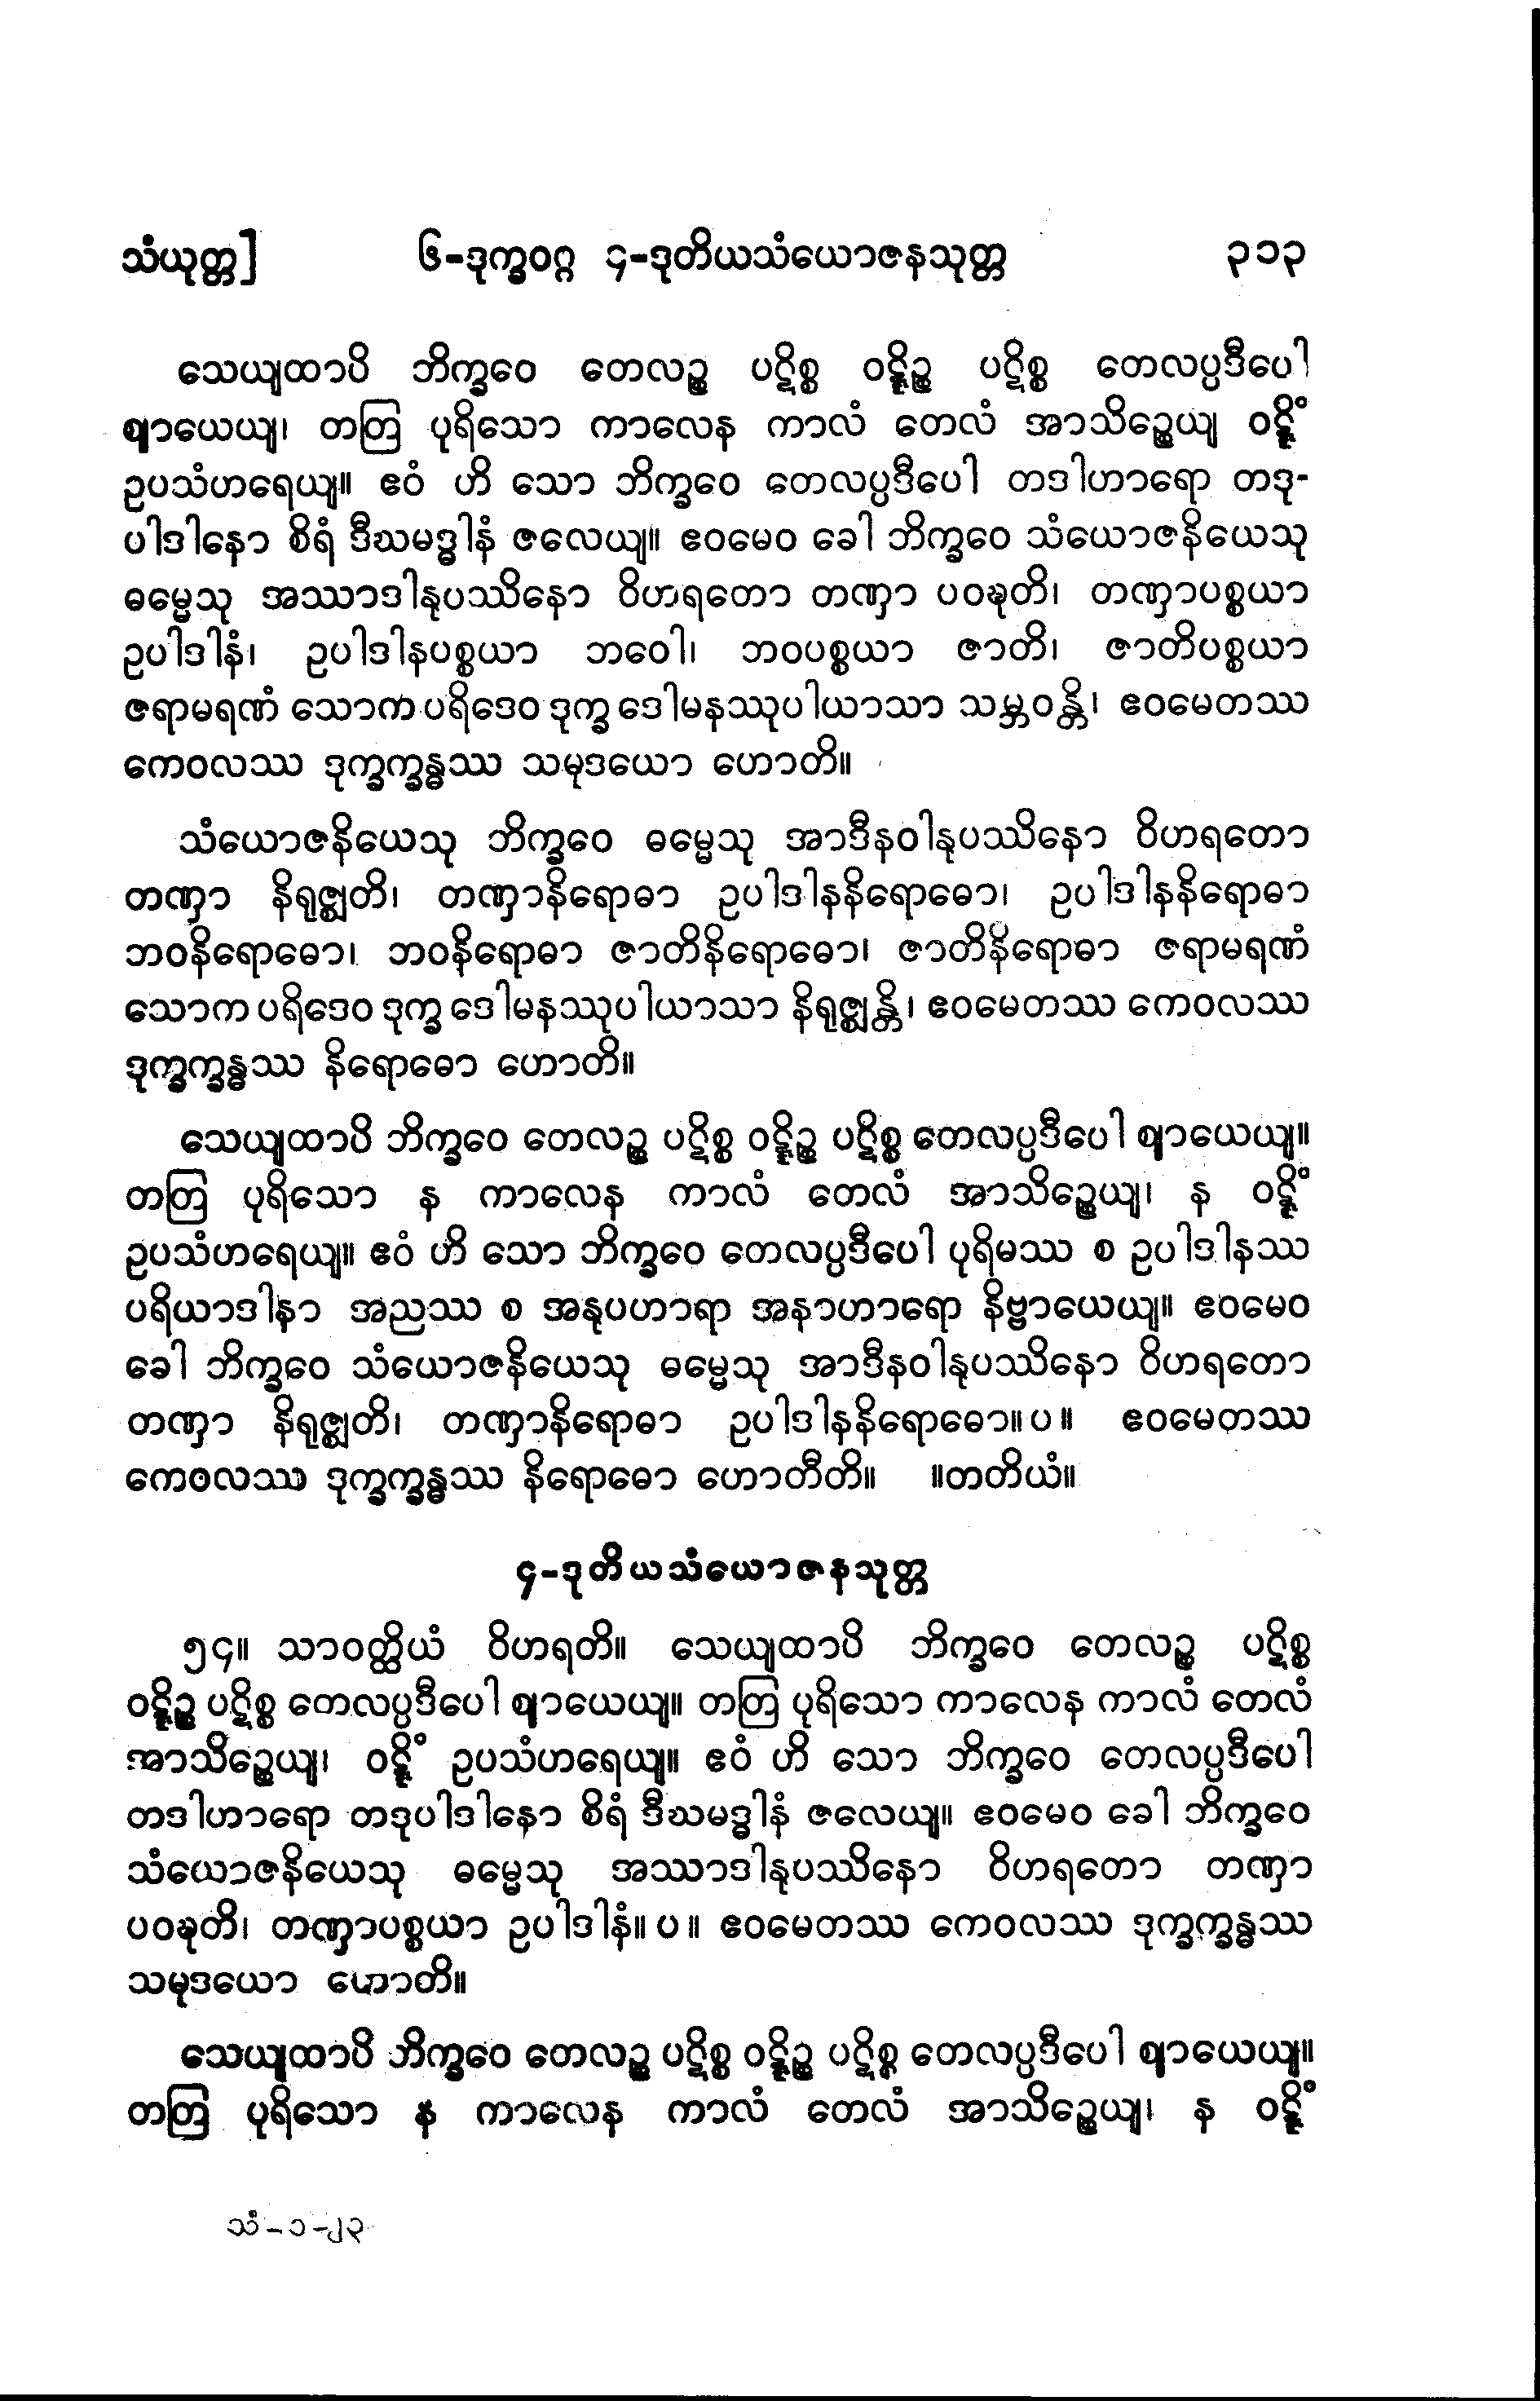 သံယုတ္တ] ၆-ဒုက္ခဝဂ္ဂ ၄-ဒုတိယသံယောဇနသုတ္တ ၃၁၃
သေယျထာပိ ဘိက္ခဝေ တေလဉ္စ ပဋိစ္စ ဝဋ္ဋိဉ္စ ပဋိစ္စ တေလပ္ပဒီပေါ
ဈာယေယျ၊ တတြ ပုရိသော ကာလေန ကာလံ တေလံ အာသိဉ္စေယျ ဝဋ္ဋိံ
ဥပသံဟရေယျ။ ဧဝံ ဟိ သော ဘိက္ခဝေ တေလပ္ပဒီပေါ တဒါဟာရော တဒု-
ပါဒါနော စိရံ ဒီဃမဒ္ဓါနံ ဇလေယျ။ ဧဝမေဝ ခေါ ဘိက္ခဝေ သံယောဇနိယေသု
ဓမ္မေသု အဿာဒါနုပဿိနော ဝိဟရတော တဏှာ ပဝဍ္ဎတိ၊ တဏှာပစ္စယာ
ဥပါဒါနံ၊ ဥပါဒါနပစ္စယာ ဘဝေါ၊ ဘဝပစ္စယာ ဇာတိ၊ ဇာတိပစ္စယာ
ဇရာမရဏံ သောက ပရိဒေဝ ဒုက္ခ ဒေါမနဿုပါယာသာ သမ္ဘဝန္တိ၊ ဧဝမေတဿ
ကေဝလဿ ဒုက္ခက္ခန္ဓဿ သမုဒယော ဟောတိ။
သံယောဇနိယေသု ဘိက္ခဝေ ဓမ္မေသု အာဒီနဝါနုပဿိနော ဝိဟရတော
တဏှာ နိရုဇ္ဈတိ၊ တဏှာနိရောဓာ ဥပါဒါနနိရောဓော၊ ဥပါဒါနနိရောဓာ
ဘဝနိရောဓော၊ ဘဝနိရောဓာ ဇာတိနိရောဓော၊ ဇာတိနိရောဓာ ဇရာမရဏံ
သောက ပရိဒေဝ ဒုက္ခ ဒေါမနဿုပါယာသာ နိရုဇ္ဈန္တိ၊ ဧဝမေတဿ ကေဝလဿ
ဒုက္ခက္ခန္ဓဿ နိရောဓော ဟောတိ။
သေယျထာပိ ဘိက္ခဝေ တေလဉ္စ ပဋိစ္စ ဝဋ္ဋိဉ္စ ပဋိစ္စ တေလပ္ပဒီပေါ ဈာယေယျ။
တတြ ပုရိသော န ကာလေန ကာလံ တေလံ အာသိဉ္စေယျ၊ န ဝဋ္ဋိံ
ဥပသံဟရေယျ။ ဧဝံ ဟိ သော ဘိက္ခဝေ တေလပ္ပဒီပေါ ပုရိမဿ စ ဥပါဒါနဿ
ပရိယာဒါနာ အညဿ စ အနုပဟာရာ အနာဟာရော နိဗ္ဗာယေယျ။ ဧဝမေဝ
ခေါ ဘိက္ခဝေ သံယောဇနိယေသု ဓမ္မေသု အာဒီနဝါနုပဿိနော ဝိဟရတော
တဏှာ နိရုဇ္ဈတိ၊ တဏှာနိရောဓာ ဥပါဒါနနိရောဓော။ပ။ ဧဝမေတဿ
ကေဝလဿ ဒုက္ခက္ခန္ဓဿ နိရောဓော ဟောတီတိ။ ။တတိယံ။
၄-ဒုတိယသံယောဇနသုတ္တ
၅၄။ သာဝတ္ထိယံ ဝိဟရတိ။ သေယျထာပိ ဘိက္ခဝေ တေလဉ္စ ပဋိစ္စ
ဝဋ္ဋိဉ္စ ပဋိစ္စ တေလပ္ပဒီပေါ ဈာယေယျ။ တတြ ပုရိသော ကာလေန ကာလံ တေလံ
အာသိဉ္စေယျ၊ ဝဋ္ဋိံ ဥပသံဟရေယျ။ ဧဝံ ဟိ သော ဘိက္ခဝေ တေလပ္ပဒီပေါ
တဒါဟာရော တဒုပါဒါနော စိရံ ဒီဃမဒ္ဓါနံ ဇလေယျ။ ဧဝမေဝ ခေါ ဘိက္ခဝေ
သံယောဇနိယေသု ဓမ္မေသု အဿာဒါနုပဿိနော ဝိဟရတော တဏှာ
ပဝဍ္ဎတိ၊ တဏှာပစ္စယာ ဥပါဒါနံ။ ပ။ ဧဝမေတဿ ကေဝလဿ ဒုက္ခက္ခန္ဓဿ
သမုဒယော ဟောတိ။
သေယျထာပိ ဘိက္ခဝေ တေလဉ္စ ပဋိစ္စ ဝဋ္ဋိဉ္စ ပဋိစ္စ တေလပ္ပဒီပေါ ဈာယေယျ။
တတြ ပုရိသော န ကာလေန ကာလံ တေလံ အာသိဉ္စေယျ၊ န ဝဋ္ဋိံ
သံ-၁-၂၃